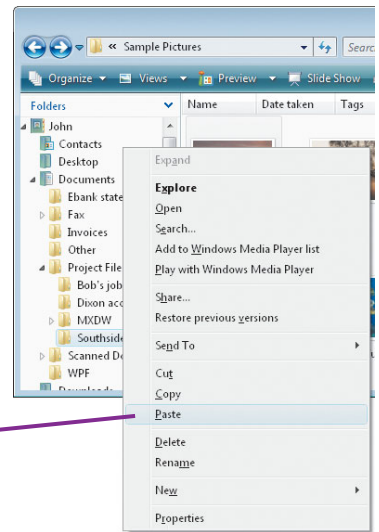 « Sample Pictures
Searc
Organize Views Preview Slide Show
Folders
Name Date taken Tags
John
Contacts
Desktop
Documents
Ebank state
Fax
Invoices
Other
Project File
Bob's job
Dixon acc
MXDW
Southside
Scanned Do
WPF
Downloads
Expand
Explore
Open
Search...
Add to Windows Media Player list
Play with Windows Media Player
Share...
Restore previous versions
Send To
Cut
Copy
Paste
Delete
Rename
New
Properties